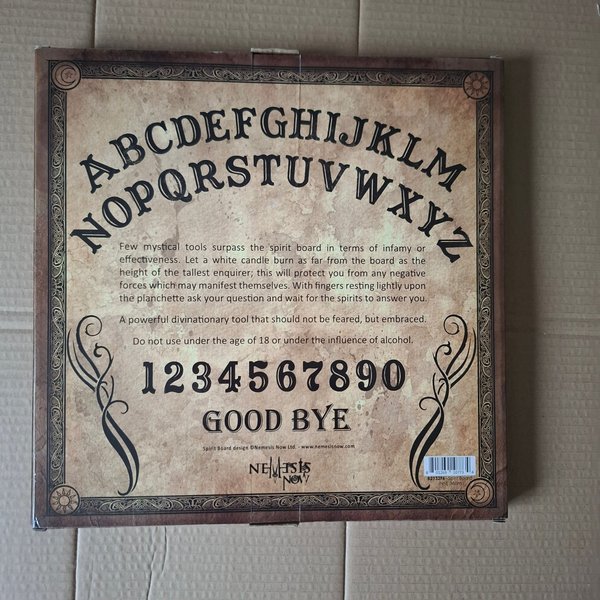 ABCDEFGHIJKLM
NOPQRSTUVWXYZ
Few mystical tools surpass the spirit board in terms of infamy or
effectiveness. Let a white candle burn as far from the board as the
height of the tallest enquirer; this will protect you from any negative
forces which may manifest themselves. With fingers resting lightly upon
the planchette ask your question and wait for the spirits to answer you.
A powerful divinationary tool that should not be feared, but embraced.
Do not use under the age of 18 or under the influence of alcohol.
1234567890
GOOD BYE
Spirit Board design ©Nemesis Now Ltd. - www.nemesisnow.com
NEMESIS
NOW